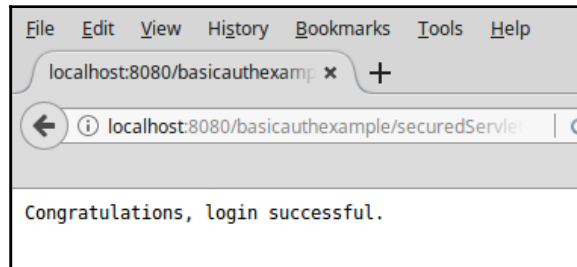 File Edit View History Bookmarks Tools Help
localhost:8080/basicauthexamp
localhost:8080/basicauthexample/securedServle
Congratulations, login successful.